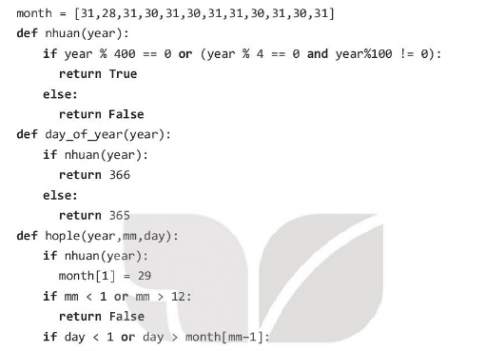 month = [31,28,31,30,31,30,31,31,30,31,30,31]
def nhuan(year):
if year % 400 == 0 or (year % 4 == 0 and year%100 != 0):
return True
else:
return False
def day_of_year(year):
if nhuan(year):
return 366
else:
return 365
def hople(year,mm,day):
if nhuan(year):
month[1] = 29
if mm < 1 or mm > 12:
return False
if day < 1 or day > month[mm-1]: